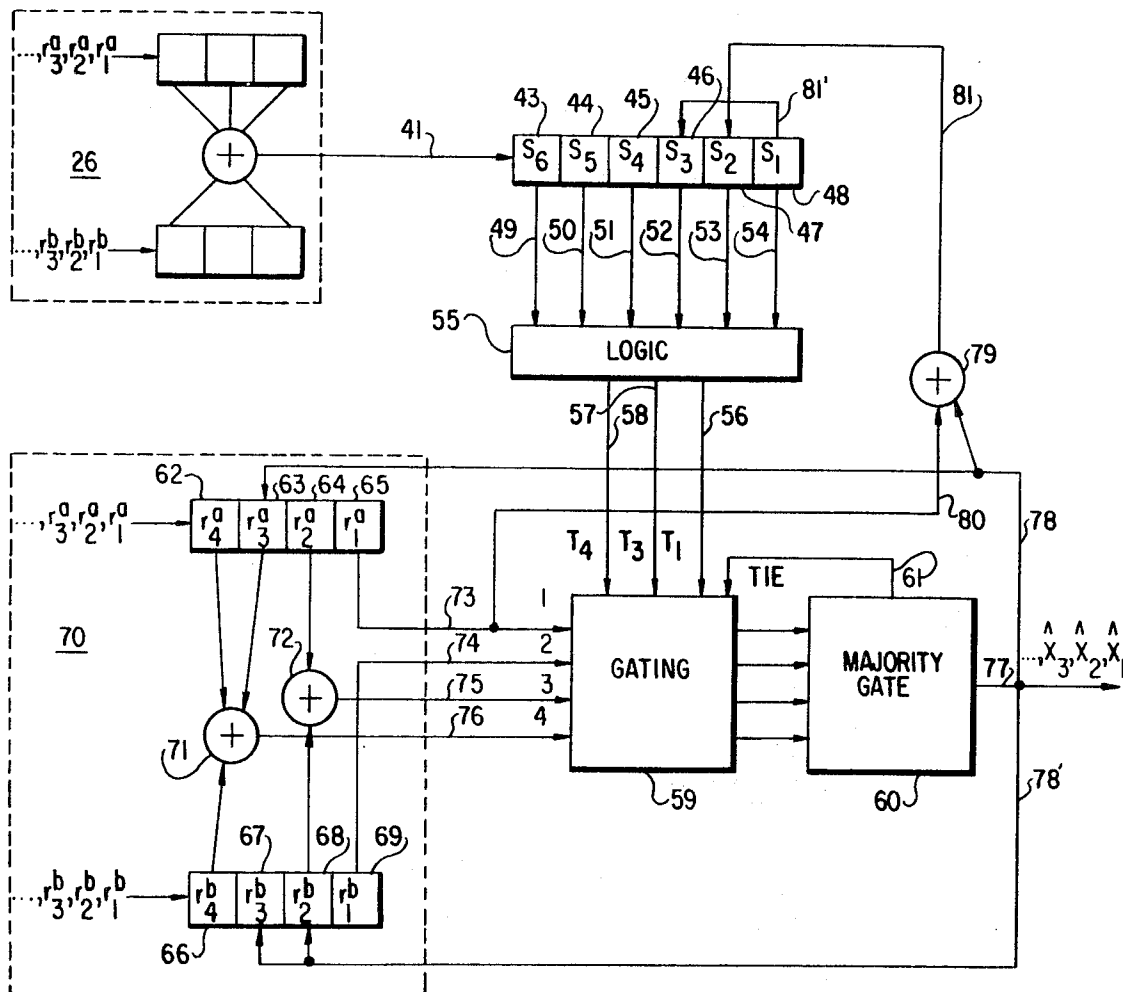 ...,r₃ᵃ,r₂ᵃ,r₁ᵃ
26
...,r₃ᵇ,r₂ᵇ,r₁ᵇ
41
43 44 45 46 81' 81
S₆ S₅ S₄ S₃ S₂ S₁
48
47
49 50 51 52 53 54
55 LOGIC
79
57 58 56
62 63 64 65
...,r₃ᵃ,r₂ᵃ,r₁ᵃ
r₄ᵃ r₃ᵃ r₂ᵃ r₁ᵃ
80 78
T₄ T₃ T₁ TIE 61
70
73 1
74 2
72 75 3
71 76 4
GATING
59
MAJORITY
GATE
60
77 ...,X̂₃,X̂₂,X̂₁
78'
67 68 69
...,r₃ᵇ,r₂ᵇ,r₁ᵇ
r₄ᵇ r₃ᵇ r₂ᵇ r₁ᵇ
66